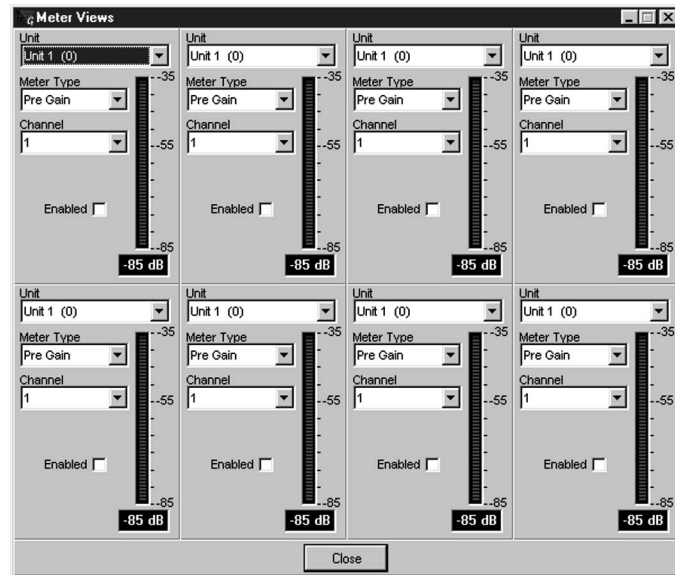 G Meter Views
Unit
Unit 1 (0)
Meter Type
Pre Gain
Channel
1
Enabled
-35
-55
-85
-85 dB
Unit
Unit 1 (0)
Meter Type
Pre Gain
Channel
1
Enabled
-35
-55
-85
-85 dB
Unit
Unit 1 (0)
Meter Type
Pre Gain
Channel
1
Enabled
-35
-55
-85
-85 dB
Unit
Unit 1 (0)
Meter Type
Pre Gain
Channel
1
Enabled
-35
-55
-85
-85 dB
Unit
Unit 1 (0)
Meter Type
Pre Gain
Channel
1
Enabled
-35
-55
-85
-85 dB
Unit
Unit 1 (0)
Meter Type
Pre Gain
Channel
1
Enabled
-35
-55
-85
-85 dB
Unit
Unit 1 (0)
Meter Type
Pre Gain
Channel
1
Enabled
-35
-55
-85
-85 dB
Unit
Unit 1 (0)
Meter Type
Pre Gain
Channel
1
Enabled
-35
-55
-85
-85 dB
Close